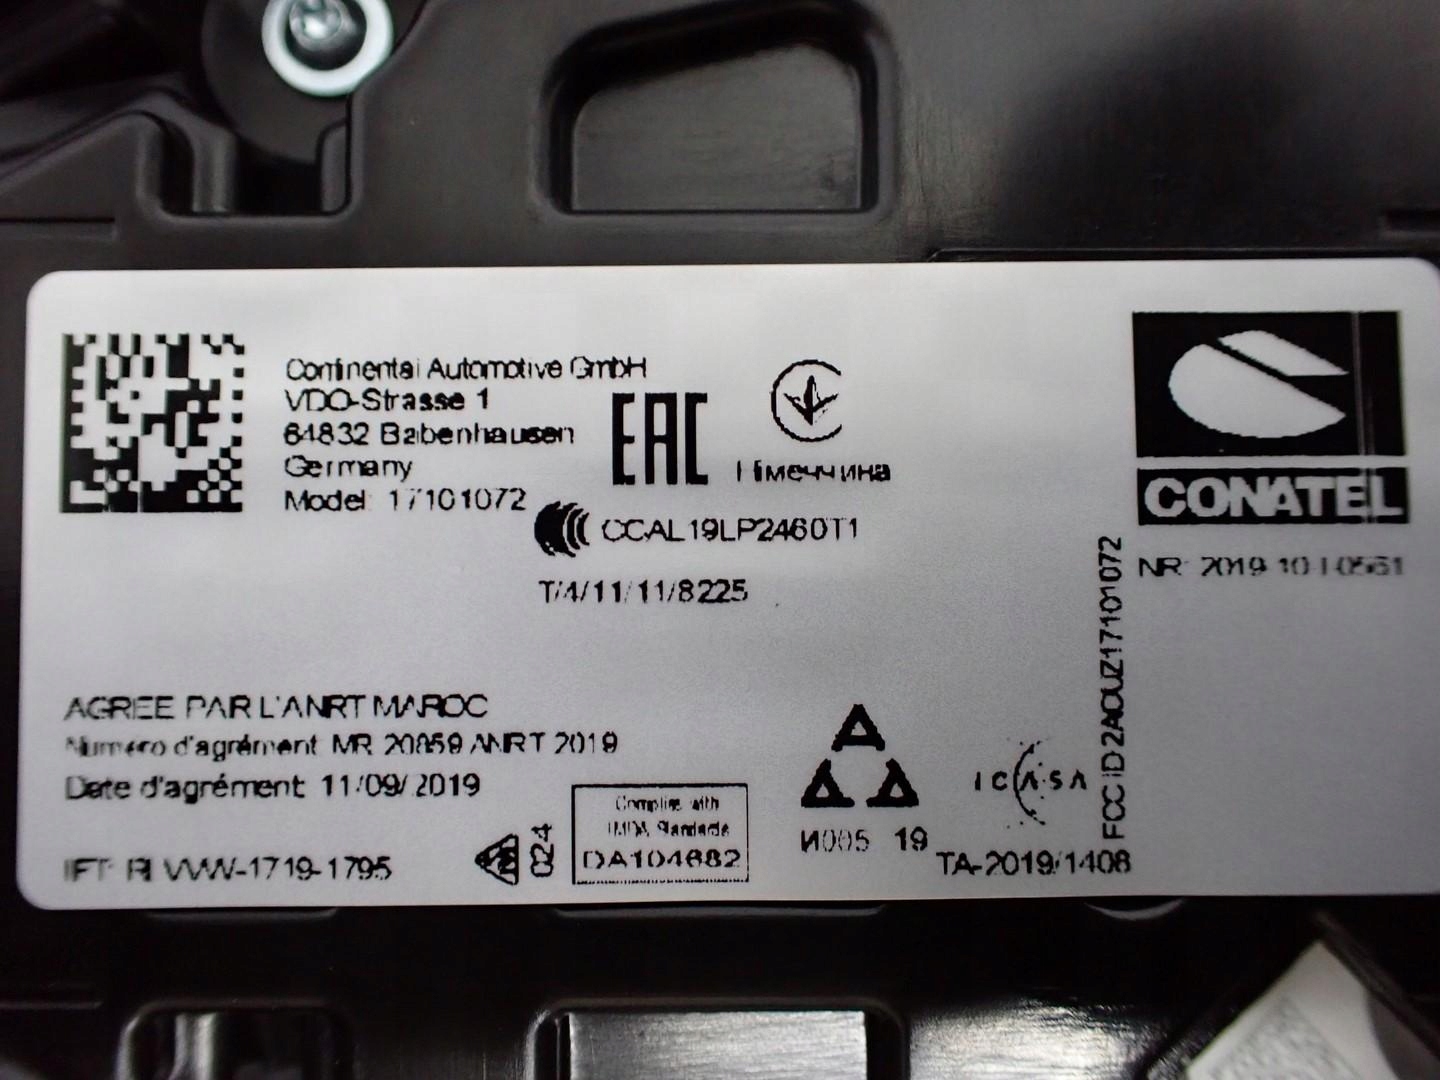 Continental Automotive GmbH
VDO-Strasse 1
64832 Babenhausen
Germany
Model: 17101072
EAC
Німеччина
CCAL19LP2460T1
T/4/11/11/8225
CONATEL
NR: 2019-10-I-0561
FCC ID 2AOUZ17101072
AGREE PAR L'ANRT MAROC
Numéro d'agrément: MR 20859 ANRT 2019
Date d'agrément: 11/09/2019
IFT: RLVVW-1719-1795
024
Complies with
IMDA Standards
DA104682
И005 19
ICASA
TA-2019/1408